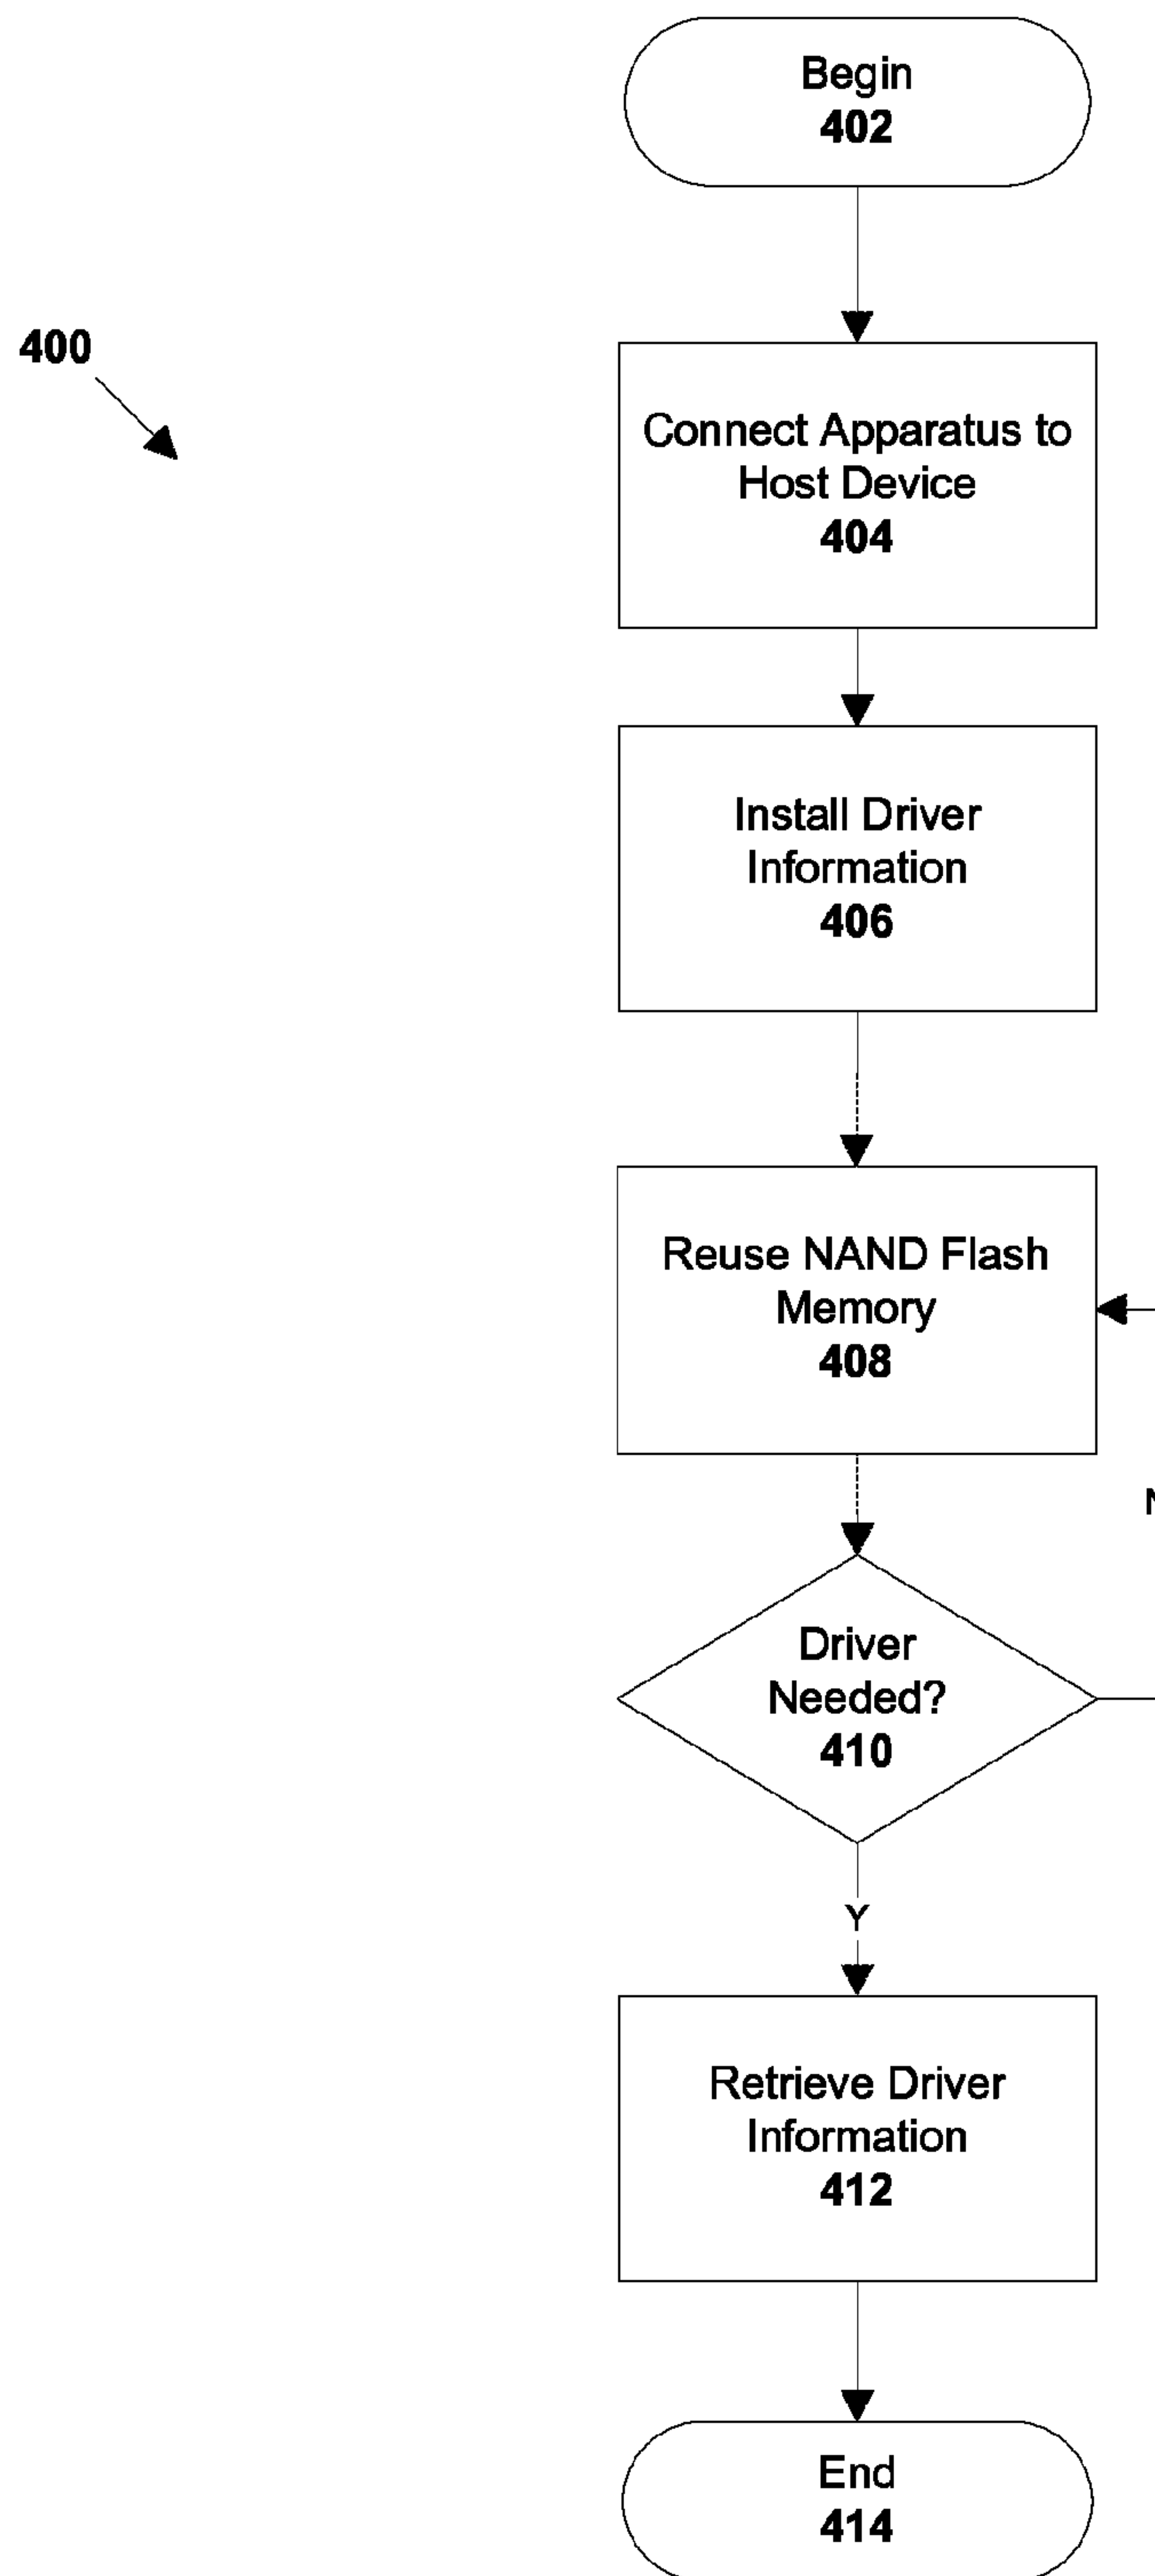 Begin
402
400
Connect Apparatus to
Host Device
404
Install Driver
Information
406
Reuse NAND Flash
Memory
408
N
Driver
Needed?
410
Y
Retrieve Driver
Information
412
End
414